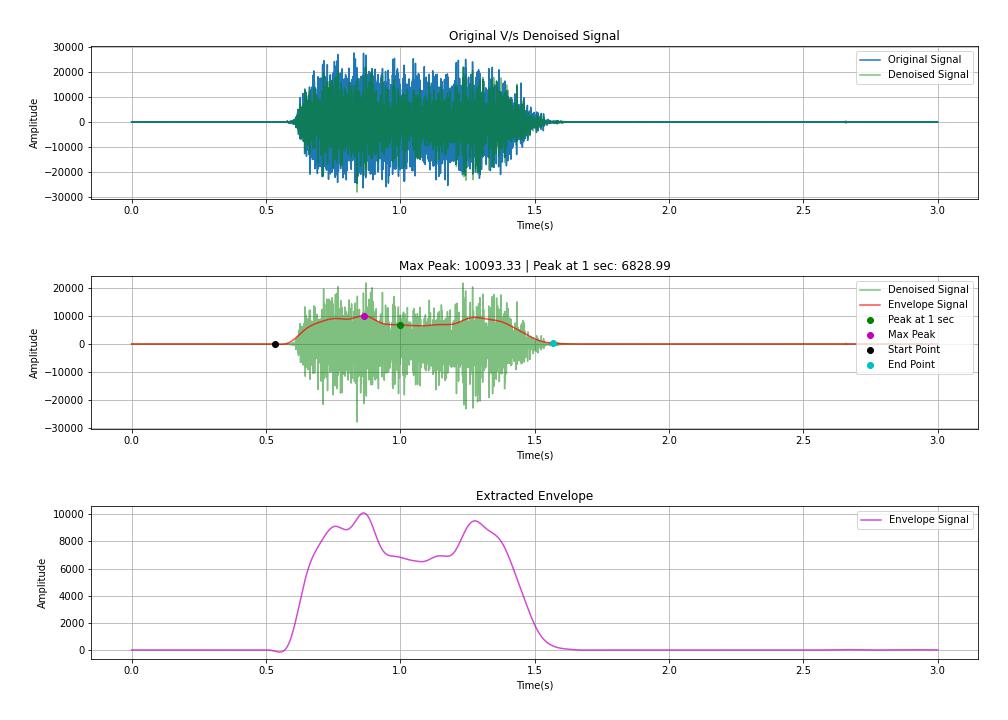 Original V/s Denoised Signal
30000
20000
10000
0
−10000
−20000
−30000
Amplitude
Original Signal
Denoised Signal
0.0 0.5 1.0 1.5 2.0 2.5 3.0
Time(s)
Max Peak: 10093.33 | Peak at 1 sec: 6828.99
20000
10000
0
−10000
−20000
−30000
Amplitude
Denoised Signal
Envelope Signal
Peak at 1 sec
Max Peak
Start Point
End Point
0.0 0.5 1.0 1.5 2.0 2.5 3.0
Time(s)
Extracted Envelope
10000
8000
6000
4000
2000
0
Amplitude
Envelope Signal
0.0 0.5 1.0 1.5 2.0 2.5 3.0
Time(s)